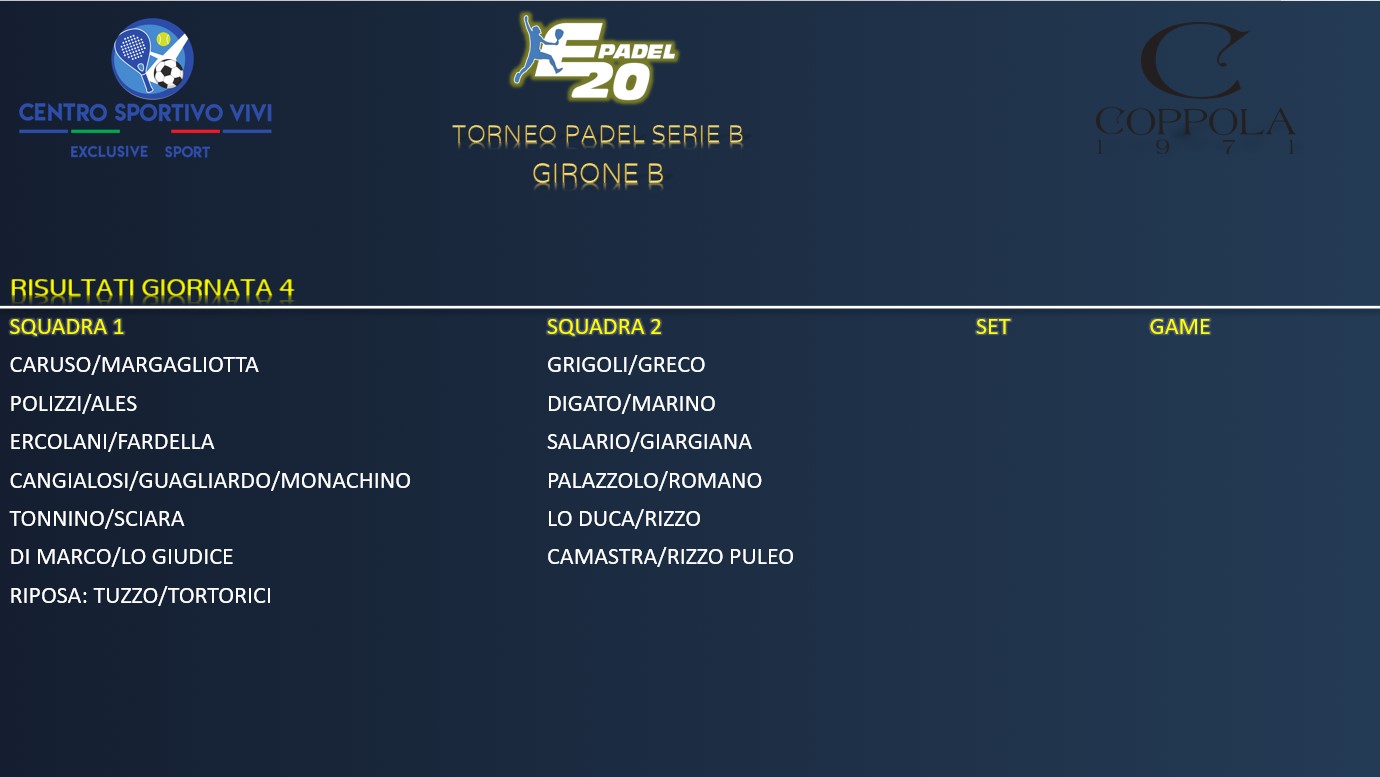 CENTRO SPORTIVO VIVI
EXCLUSIVE SPORT
E PADEL
20
TORNEO PADEL SERIE B
GIRONE B
C
COPPOLA
1 9 7 1
RISULTATI GIORNATA 4
SQUADRA 1 SQUADRA 2 SET GAME
CARUSO/MARGAGLIOTTA GRIGOLI/GRECO
POLIZZI/ALES DIGATO/MARINO
ERCOLANI/FARDELLA SALARIO/GIARGIANA
CANGIALOSI/GUAGLIARDO/MONACHINO PALAZZOLO/ROMANO
TONNINO/SCIARA LO DUCA/RIZZO
DI MARCO/LO GIUDICE CAMASTRA/RIZZO PULEO
RIPOSA: TUZZO/TORTORICI